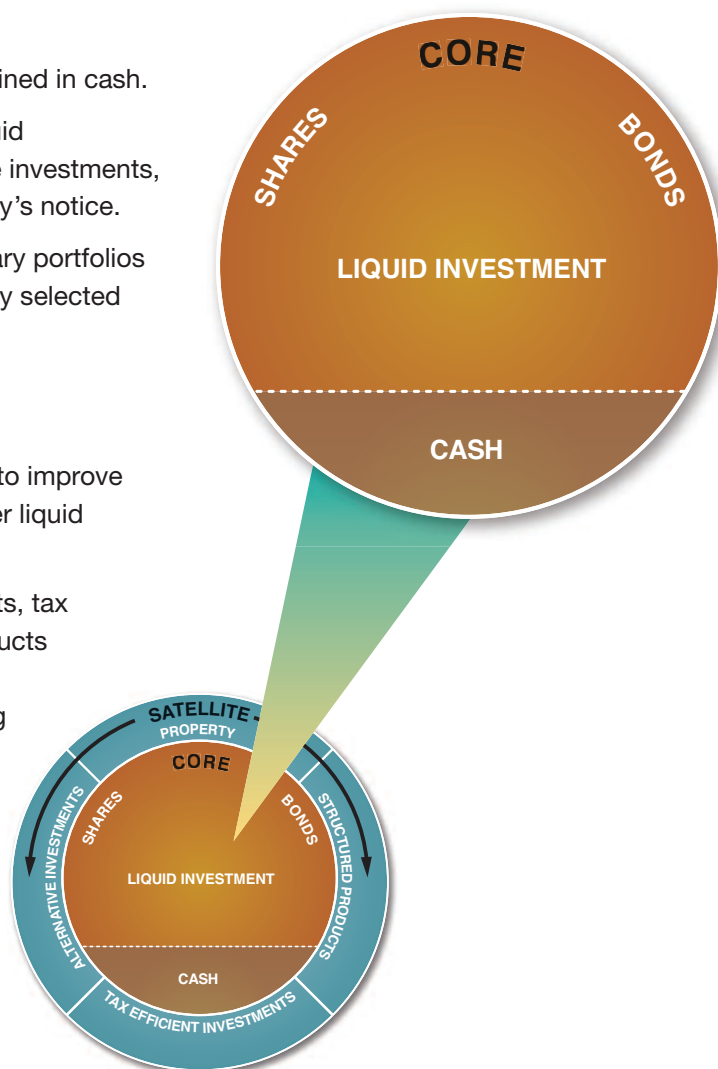 ined in cash.
uid
e investments,
y’s notice.
ary portfolios
y selected
to improve
er liquid
ts, tax
ucts
g
CORE
SHARES
BONDS
LIQUID INVESTMENT
CASH
SATELLITE
PROPERTY
CORE
SHARES
BONDS
ALTERNATIVE INVESTMENTS
STRUCTURED PRODUCTS
LIQUID INVESTMENT
CASH
TAX EFFICIENT INVESTMENTS